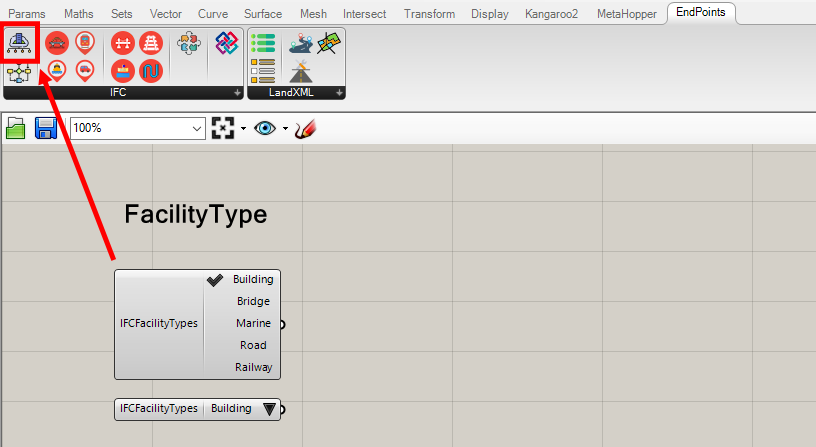 Params Maths Sets Vector Curve Surface Mesh Intersect Transform Display Kangaroo2 MetaHopper EndPoints
IFC LandXML
100%
FacilityType
Building
Bridge
IFCFacilityTypes Marine
Road
Railway
IFCFacilityTypes Building